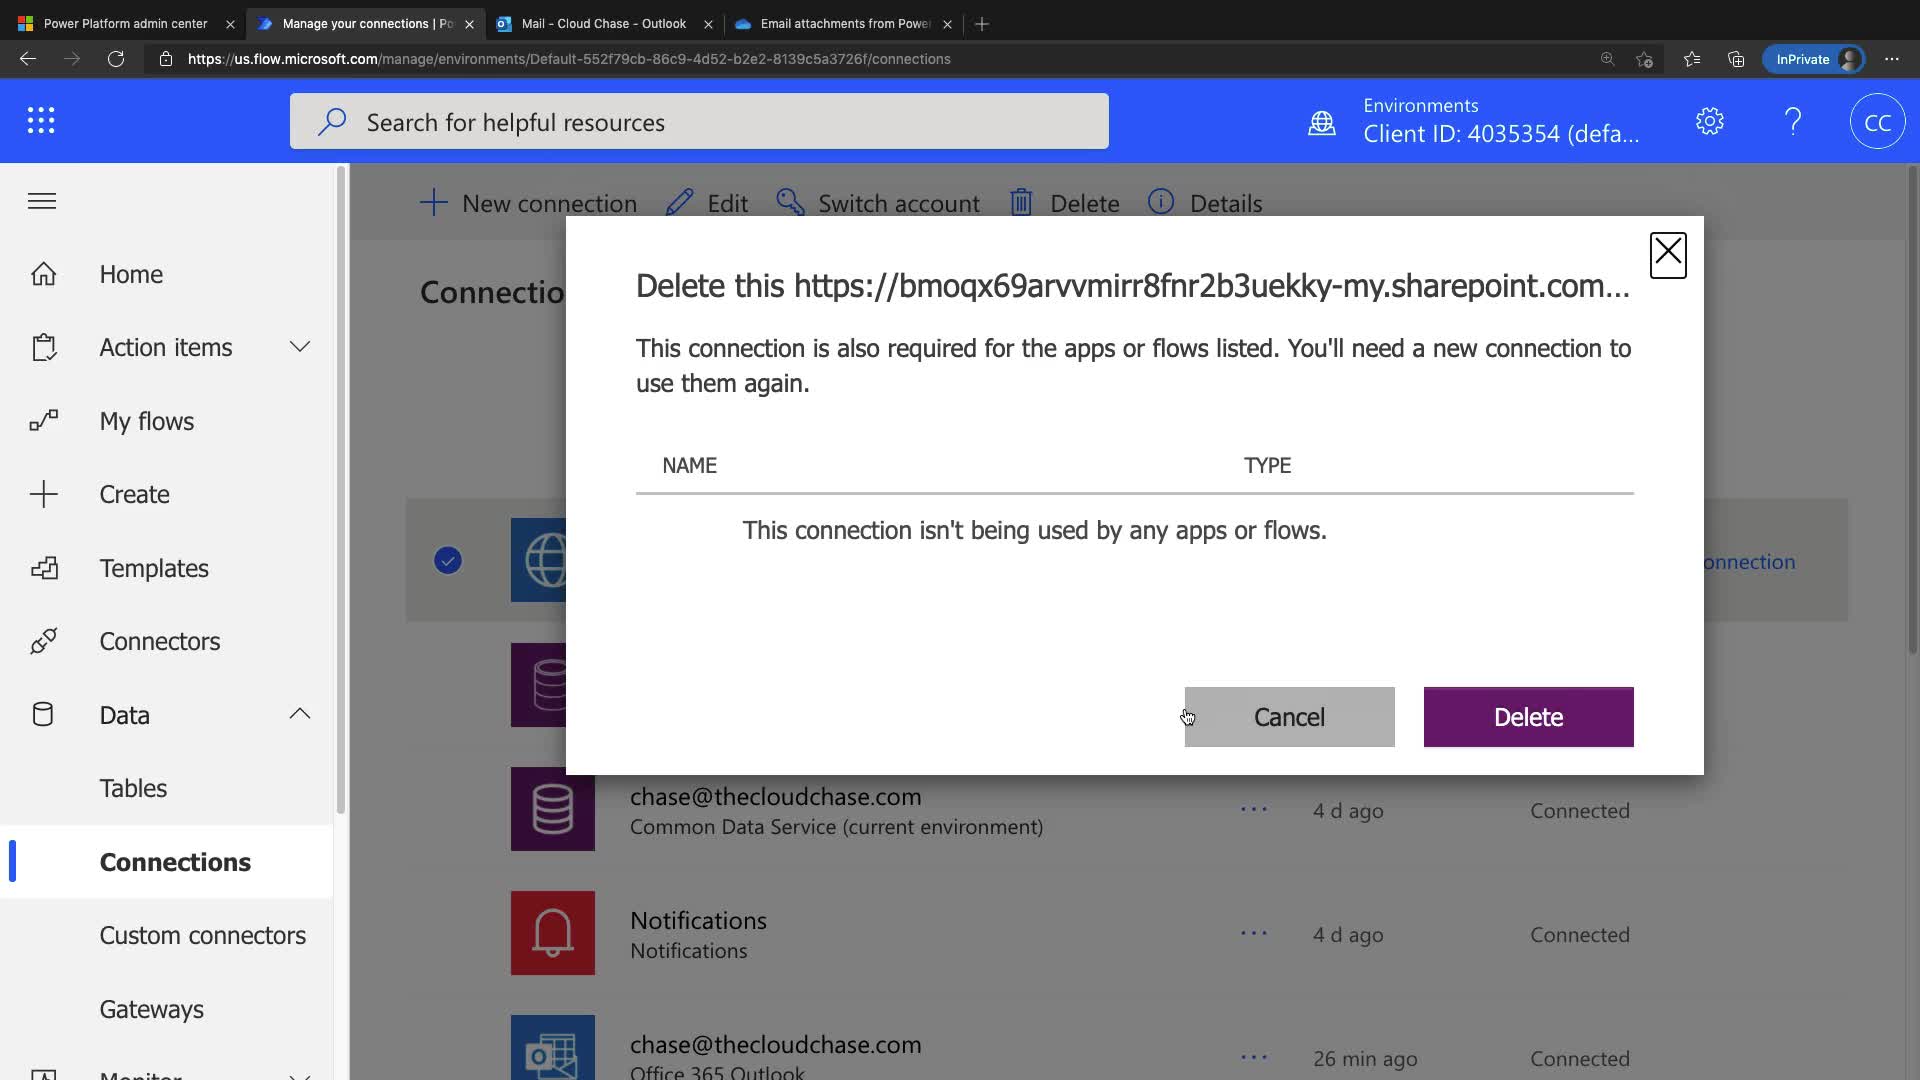 Power Platform admin center
Manage your connections | Po
Mail - Cloud Chase - Outlook
Email attachments from Power
https://us.flow.microsoft.com/manage/environments/Default-552f79cb-86c9-4d52-b2e2-8139c5a3726f/connections
InPrivate
Search for helpful resources
Environments
Client ID: 4035354 (defa...
CC
Home
Action items
My flows
Create
Templates
Connectors
Data
Tables
Connections
Custom connectors
Gateways
Monitor
New connection
Edit
Switch account
Delete
Details
Connectio
Delete this https://bmoqx69arvvmirr8fnr2b3uekky-my.sharepoint.com...
This connection is also required for the apps or flows listed. You'll need a new connection to
use them again.
NAME TYPE
This connection isn't being used by any apps or flows.
onnection
Cancel
Delete
chase@thecloudchase.com
Common Data Service (current environment)
4 d ago
Connected
Notifications
Notifications
4 d ago
Connected
chase@thecloudchase.com
Office 365 Outlook
26 min ago
Connected